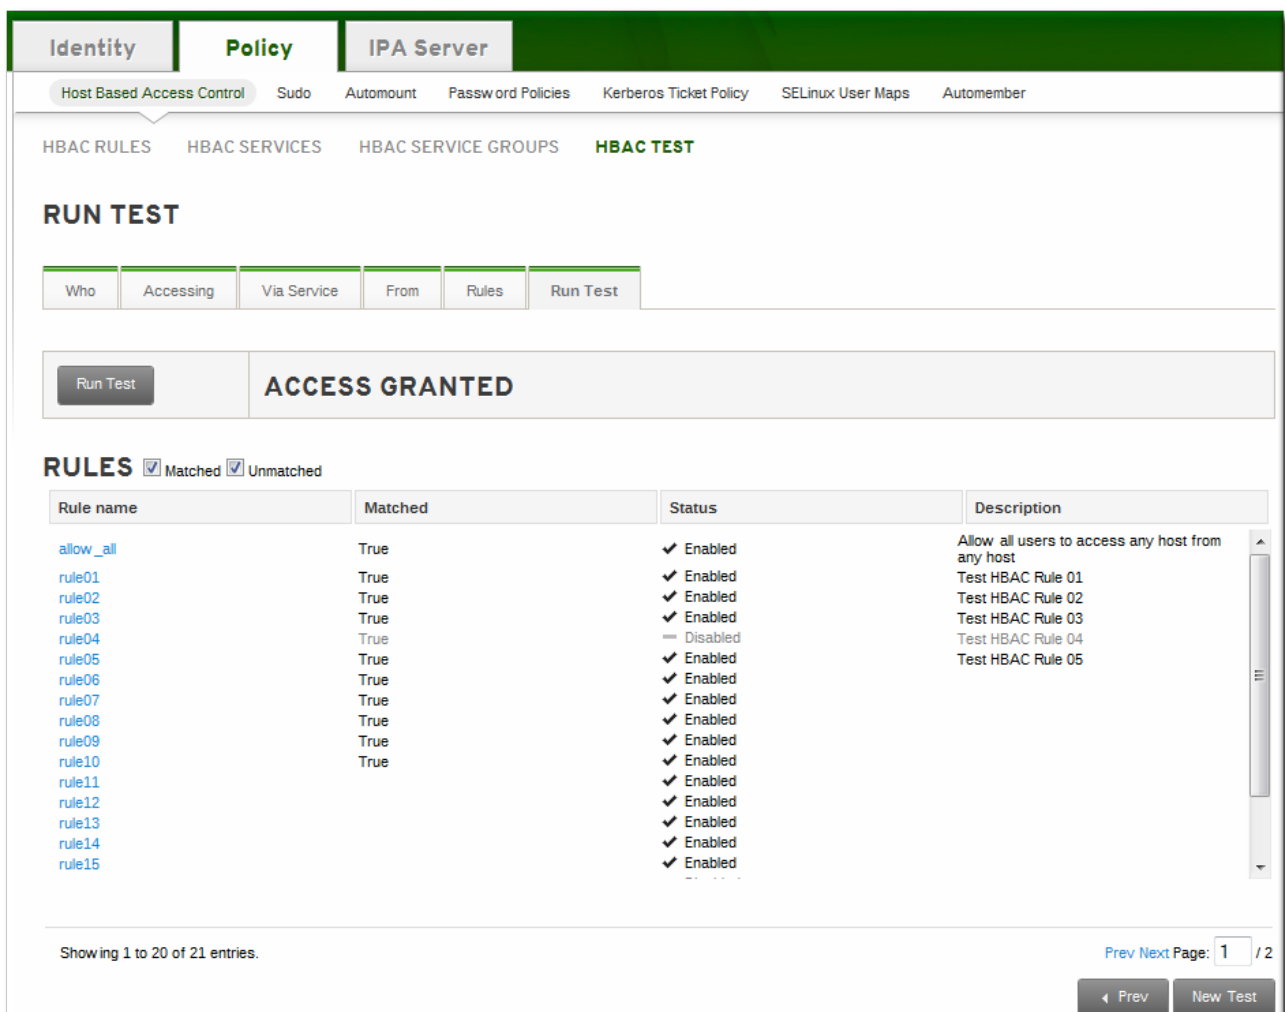 Identity Policy IPA Server
Host Based Access Control Sudo Automount Password Policies Kerberos Ticket Policy SELinux User Maps Automember
HBAC RULES HBAC SERVICES HBAC SERVICE GROUPS HBAC TEST
RUN TEST
Who Accessing Via Service From Rules Run Test
Run Test ACCESS GRANTED
RULES Matched Unmatched
Rule name Matched Status Description
allow_all True Enabled Allow all users to access any host from
any host
rule01 True Enabled Test HBAC Rule 01
rule02 True Enabled Test HBAC Rule 02
rule03 True Enabled Test HBAC Rule 03
rule04 True Disabled Test HBAC Rule 04
rule05 True Enabled Test HBAC Rule 05
rule06 True Enabled
rule07 True Enabled
rule08 True Enabled
rule09 True Enabled
rule10 True Enabled
rule11 Enabled
rule12 Enabled
rule13 Enabled
rule14 Enabled
rule15 Enabled
Showing 1 to 20 of 21 entries. Prev Next Page: 1 / 2
Prev New Test